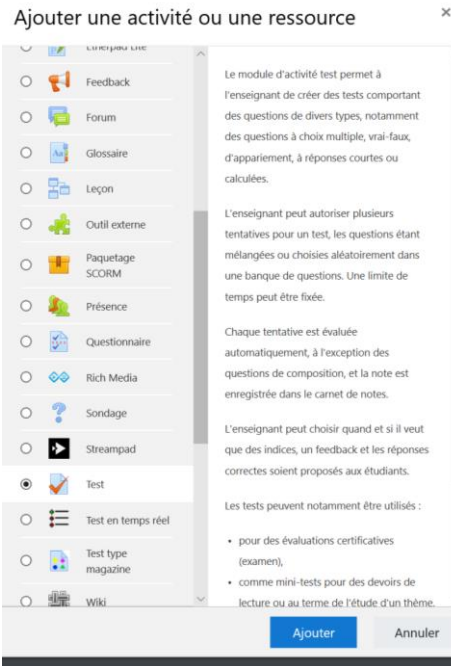 Ajouter une activité ou une ressource
×
Etherpad Lite
Feedback
Forum
Glossaire
Leçon
Outil externe
Paquetage
SCORM
Présence
Questionnaire
Rich Media
Sondage
Streampad
Test
Test en temps réel
Test type
magazine
Wiki
Le module d'activité test permet à
l'enseignant de créer des tests comportant
des questions de divers types, notamment
des questions à choix multiple, vrai-faux,
d'appariement, à réponses courtes ou
calculées.
L'enseignant peut autoriser plusieurs
tentatives pour un test, les questions étant
mélangées ou choisies aléatoirement dans
une banque de questions. Une limite de
temps peut être fixée.
Chaque tentative est évaluée
automatiquement, à l'exception des
questions de composition, et la note est
enregistrée dans le carnet de notes.
L'enseignant peut choisir quand et si il veut
que des indices, un feedback et les réponses
correctes soient proposés aux étudiants.
Les tests peuvent notamment être utilisés :
• pour des évaluations certificatives
(examen),
• comme mini-tests pour des devoirs de
lecture ou au terme de l'étude d'un thème,
Ajouter
Annuler